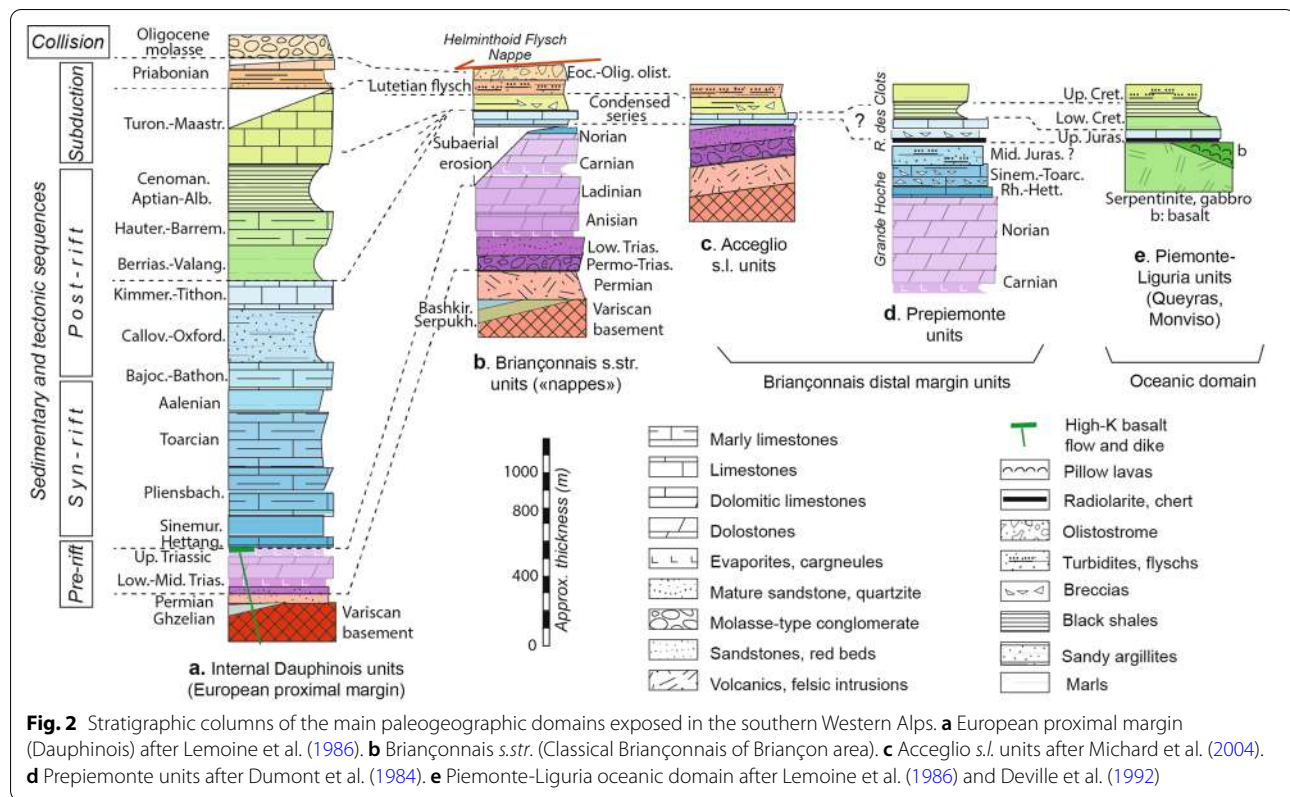 Collision
Subduction
Post-rift
Syn-rift
Pre-rift
Sedimentary and tectonic sequences
Oligocene
molasse
Priabonian
Turon.-Maastr.
Cenoman.
Aptian-Alb.
Hauter.-Barrem.
Berrias.-Valang.
Kimmer.-Tithon.
Callov.-Oxford.
Bajoc.-Bathon.
Aalenian
Toarcian
Pliensbach.
Sinemur.
Hettang.
Up. Triassic
Low.-Mid. Trias.
Permian
Ghzelian
Variscan
basement
a. Internal Dauphinois units
(European proximal margin)
Helminthoid Flysch
Nappe
Lutetian flysch
Eoc.-Olig. olist.
Condensed
series
Subaerial
erosion
Norian
Carnian
Ladinian
Anisian
Low. Trias.
Permo-Trias.
Permian
Bashkir.
Serpukh.
Variscan
basement
b. Briançonnais s.str.
units («nappes»)
c. Acceglio
s.l. units
?
R. des Clots
Grande Hoche
Mid. Juras. ?
Sinem.-Toarc.
Rh.-Hett.
Norian
Carnian
d. Prepiemonte
units
Up. Cret.
Low. Cret.
Up. Juras.
b
Serpentinite, gabbro
b: basalt
e. Piemonte-
Liguria units
(Queyras,
Monviso)
Briançonnais distal margin units
Oceanic domain
1000
800
400
0
Approx. thickness (m)
Marly limestones
Limestones
Dolomitic limestones
Dolostones
Evaporites, cargneules
Mature sandstone, quartzite
Molasse-type conglomerate
Sandstones, red beds
Volcanics, felsic intrusions
High-K basalt
flow and dike
Pillow lavas
Radiolarite, chert
Olistostrome
Turbidites, flyschs
Breccias
Black shales
Sandy argillites
Marls
Fig. 2 Stratigraphic columns of the main paleogeographic domains exposed in the southern Western Alps. a European proximal margin
(Dauphinois) after Lemoine et al. (1986). b Briançonnais s.str. (Classical Briançonnais of Briançon area). c Acceglio s.l. units after Michard et al. (2004).
d Prepiemonte units after Dumont et al. (1984). e Piemonte-Liguria oceanic domain after Lemoine et al. (1986) and Deville et al. (1992)